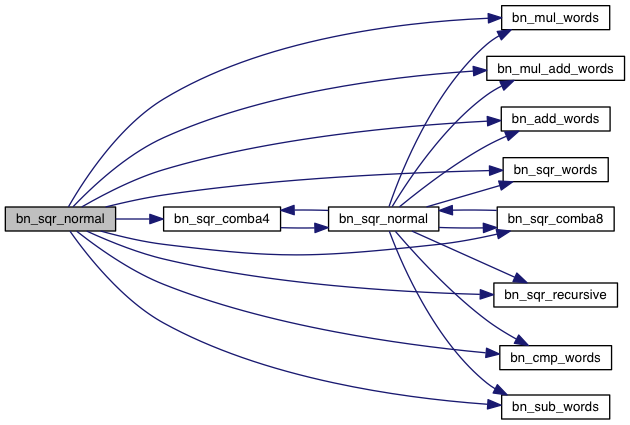 bn_mul_words
bn_mul_add_words
bn_add_words
bn_sqr_words
bn_sqr_normal
bn_sqr_comba4
bn_sqr_normal
bn_sqr_comba8
bn_sqr_recursive
bn_cmp_words
bn_sub_words